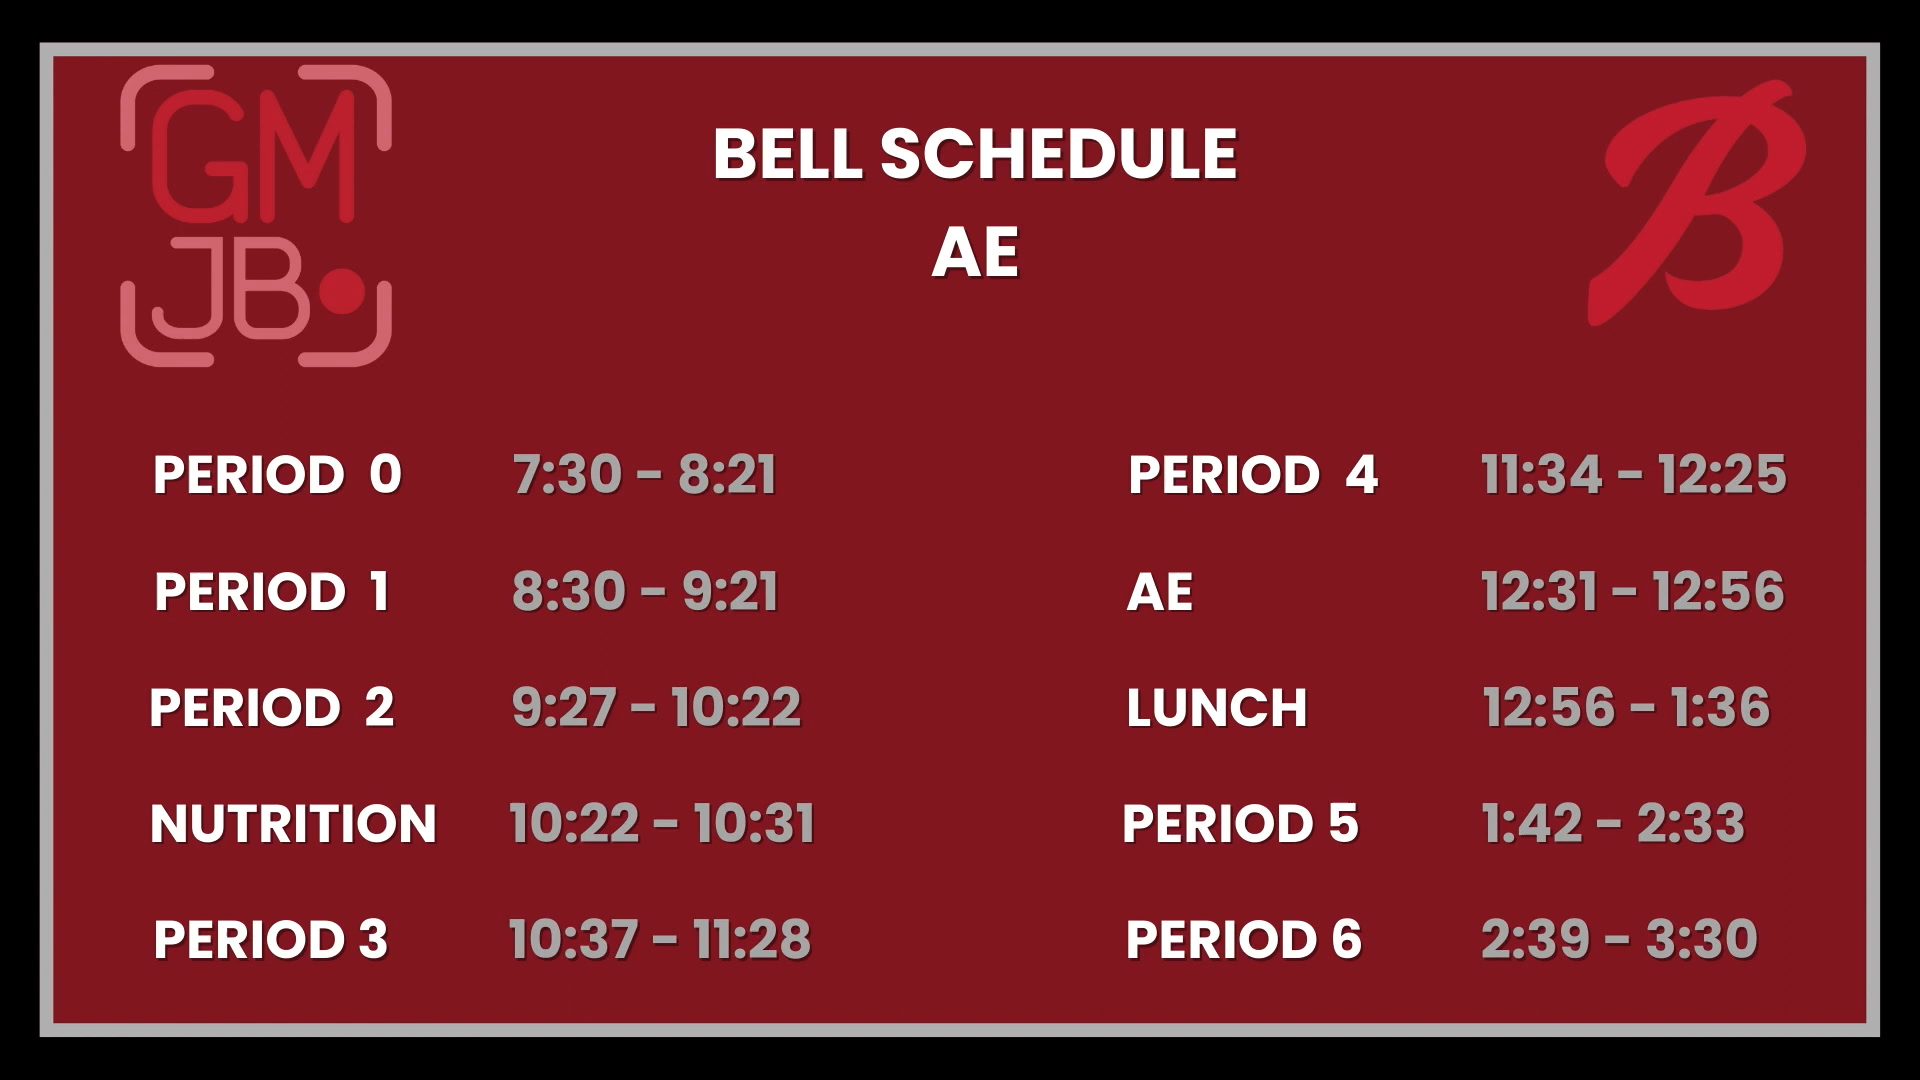 GM
JB
B
BELL SCHEDULE
AE
PERIOD 0 7:30 - 8:21
PERIOD 1 8:30 - 9:21
PERIOD 2 9:27 - 10:22
NUTRITION 10:22 - 10:31
PERIOD 3 10:37 - 11:28
PERIOD 4 11:34 - 12:25
AE 12:31 - 12:56
LUNCH 12:56 - 1:36
PERIOD 5 1:42 - 2:33
PERIOD 6 2:39 - 3:30